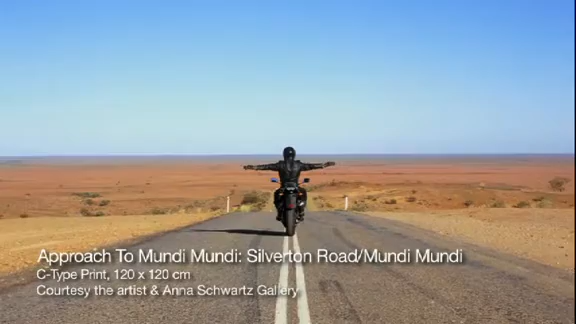 Approach To Mundi Mundi: Silverton Road/Mundi Mundi
C-Type Print, 120 x 120 cm
Courtesy the artist & Anna Schwartz Gallery